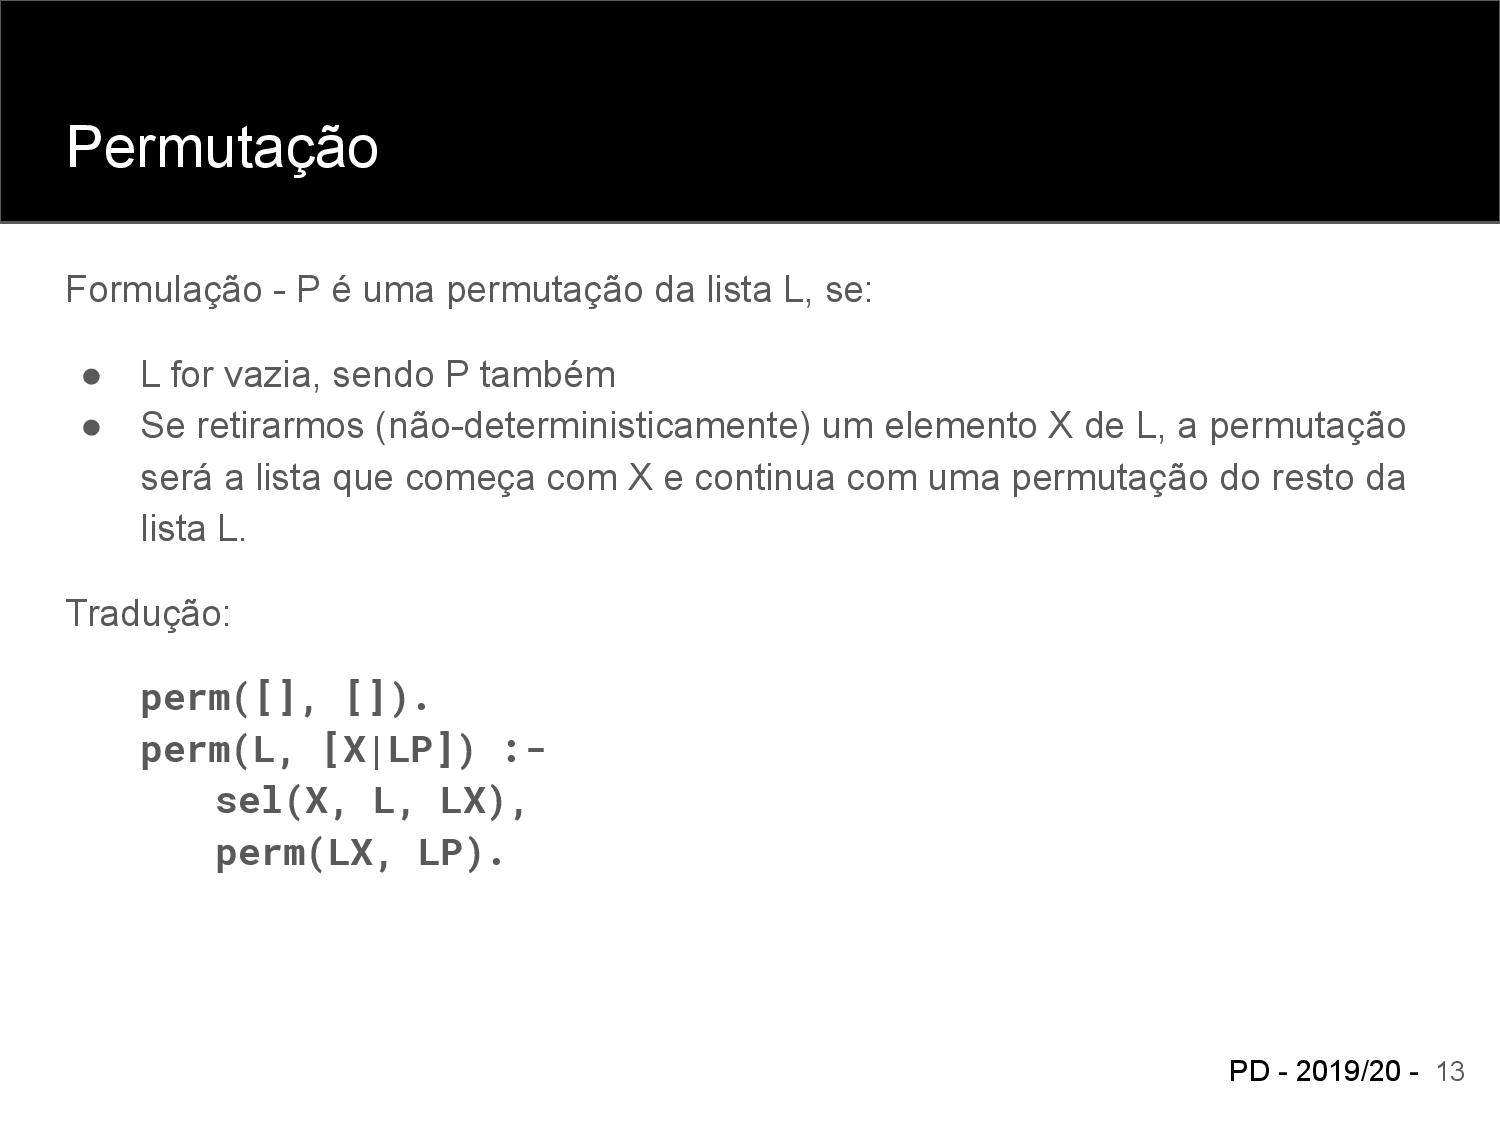 Permutação
Formulação - P é uma permutação da lista L, se:
● L for vazia, sendo P também
● Se retirarmos (não-deterministicamente) um elemento X de L, a permutação
será a lista que começa com X e continua com uma permutação do resto da
lista L.
Tradução:
perm([], []).
perm(L, [X|LP]) :-
sel(X, L, LX),
perm(LX, LP).
PD - 2019/20 - 13